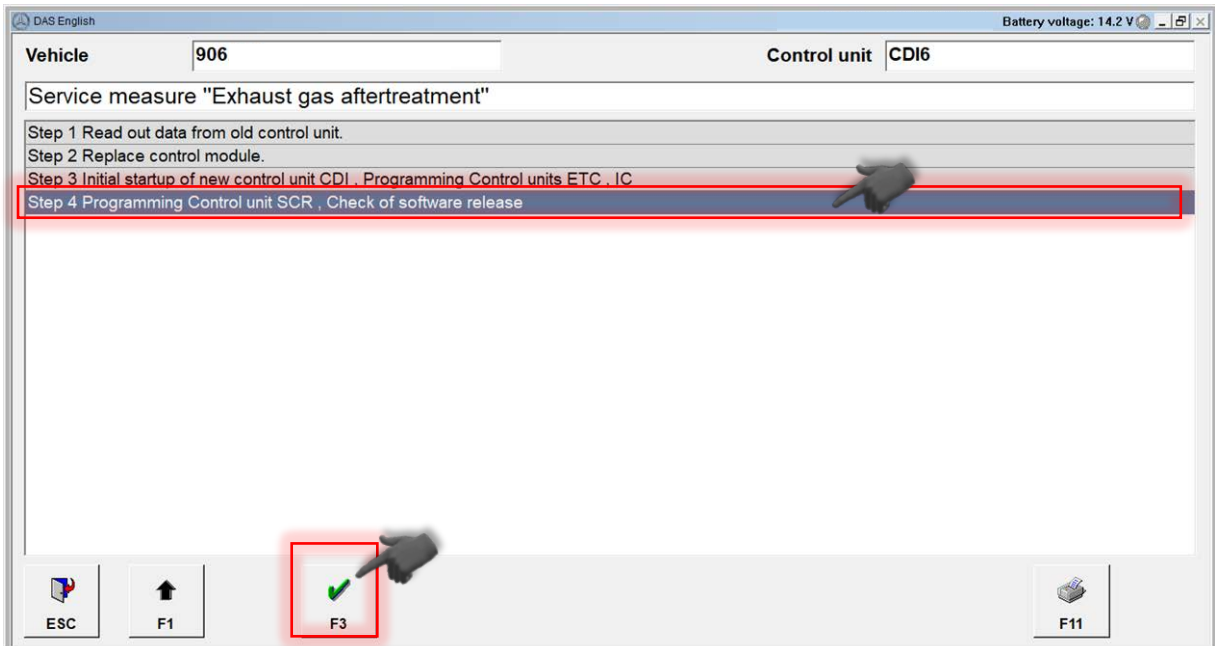 DAS English Battery voltage: 14.2 V
Vehicle 906 Control unit CDI6
Service measure "Exhaust gas aftertreatment"
Step 1 Read out data from old control unit.
Step 2 Replace control module.
Step 3 Initial startup of new control unit CDI , Programming Control units ETC , IC
Step 4 Programming Control unit SCR , Check of software release
ESC F1 F3 F11